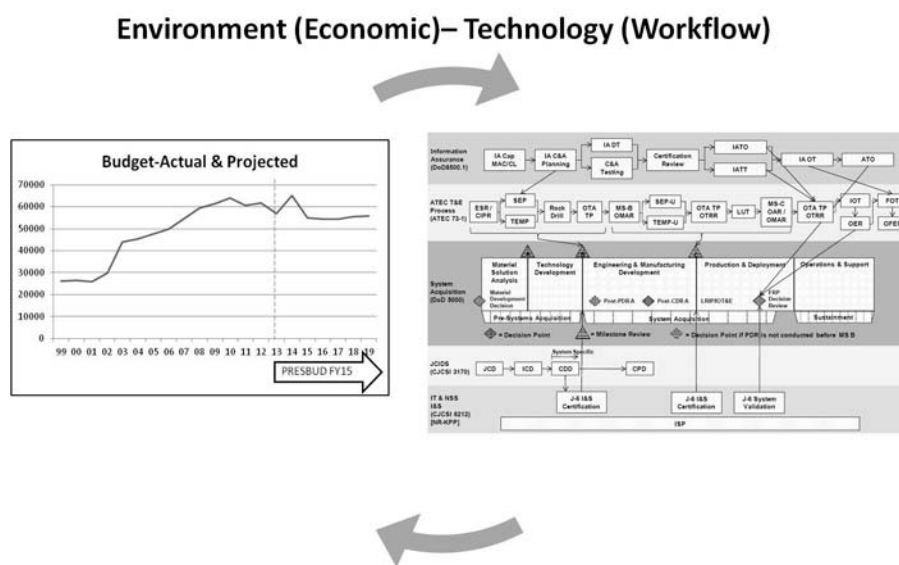 Environment (Economic)– Technology (Workflow)
Budget-Actual & Projected
70000
60000
50000
40000
30000
20000
10000
0
99 00 01 02 03 04 05 06 07 08 09 10 11 12 13 14 15 16 17 18 19
PRESBUD FY15
Information
Assurance
(DoD8500.1)
IA Cap
MAC/CL
IA C&A
Planning
IA DT
C&A
Testing
Certification
Review
IATO
IATT
IA OT
ATO
ATEC T&E
Process
(ATEC 73-1)
ESR /
CIPR
SEP
TEMP
Rock
Drill
OTA
TP
MS-B
OMAR
SEP-U
TEMP-U
OTA TP
OTRR
LUT
MS-C
OAR /
OMAR
OTA TP
OTRR
IOT
OER
FOT
OFER
System
Acquisition
(DoD 5000)
Materiel
Solution
Analysis
Technology
Development
Engineering & Manufacturing
Development
Production & Deployment
Operations & Support
Materiel
Development
Decision
Post-PDR A
Post-CDR A
LRIP/IOT&E
FRP
Decision
Review
Pre-Systems Acquisition
System Acquisition
Sustainment
= Decision Point
= Milestone Review
= Decision Point if PDR is not conducted before MS B
JCIDS
(CJCSI 3170)
System Specific
JCD
ICD
CDD
CPD
IT & NSS
I&S
(CJCSI 6212)
[NR-KPP]
J-6 I&S
Certification
J-6 I&S
Certification
J-6 System
Validation
ISP